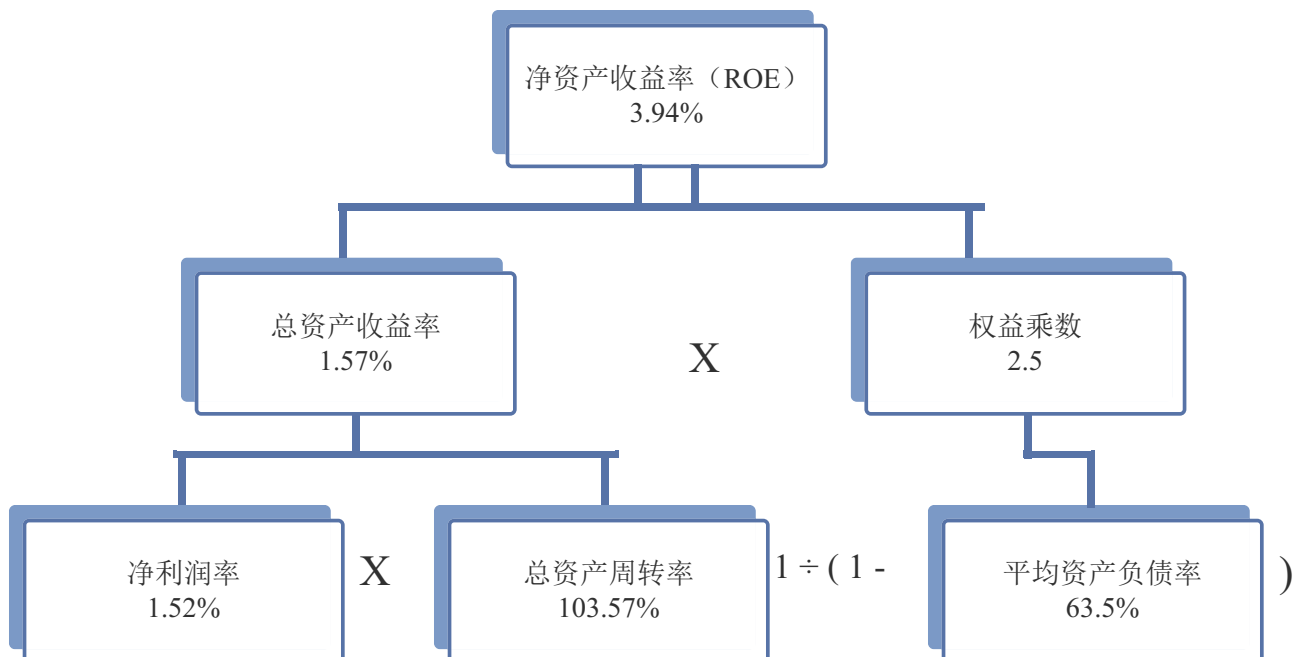 净资产收益率（ROE）
3.94%
总资产收益率
1.57%
X
权益乘数
2.5
净利润率
1.52%
X
总资产周转率
103.57%
1 ÷ ( 1 -
平均资产负债率
63.5%
)